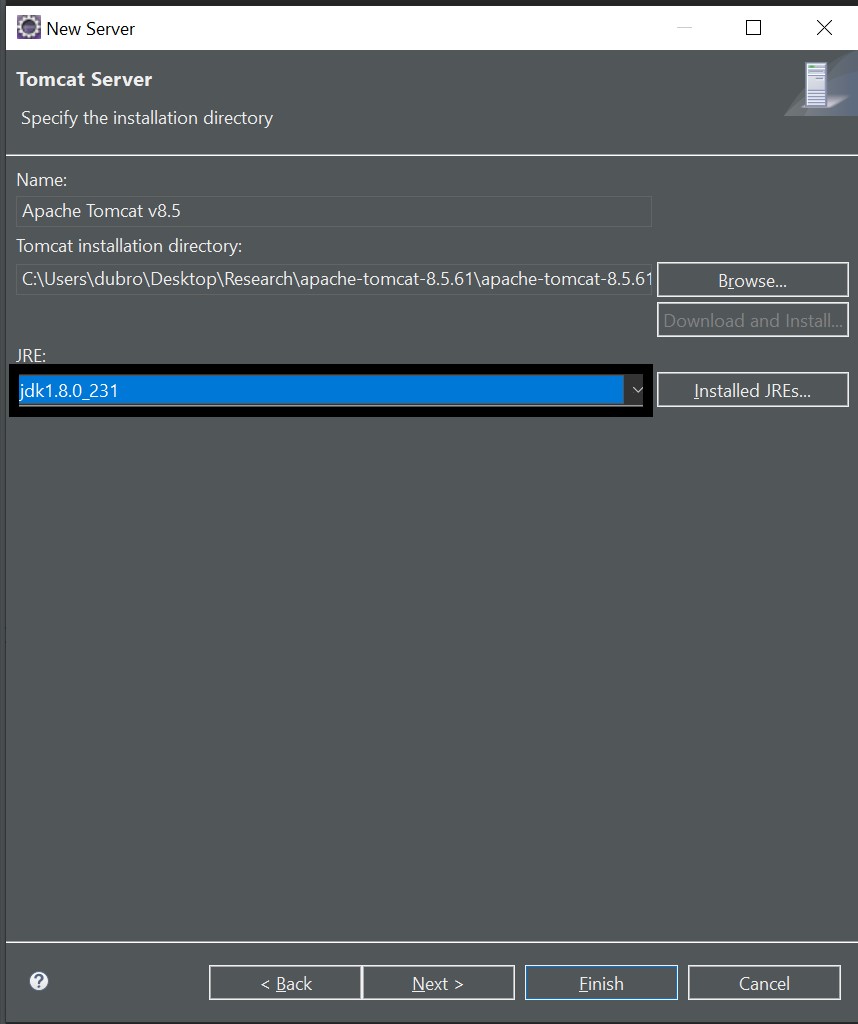 New Server
Tomcat Server
Specify the installation directory
Name:
Apache Tomcat v8.5
Tomcat installation directory:
C:\Users\dubro\Desktop\Research\apache-tomcat-8.5.61\apache-tomcat-8.5.61
Browse...
Download and Install...
JRE:
jdk1.8.0_231
Installed JREs...
?
< Back
Next >
Finish
Cancel